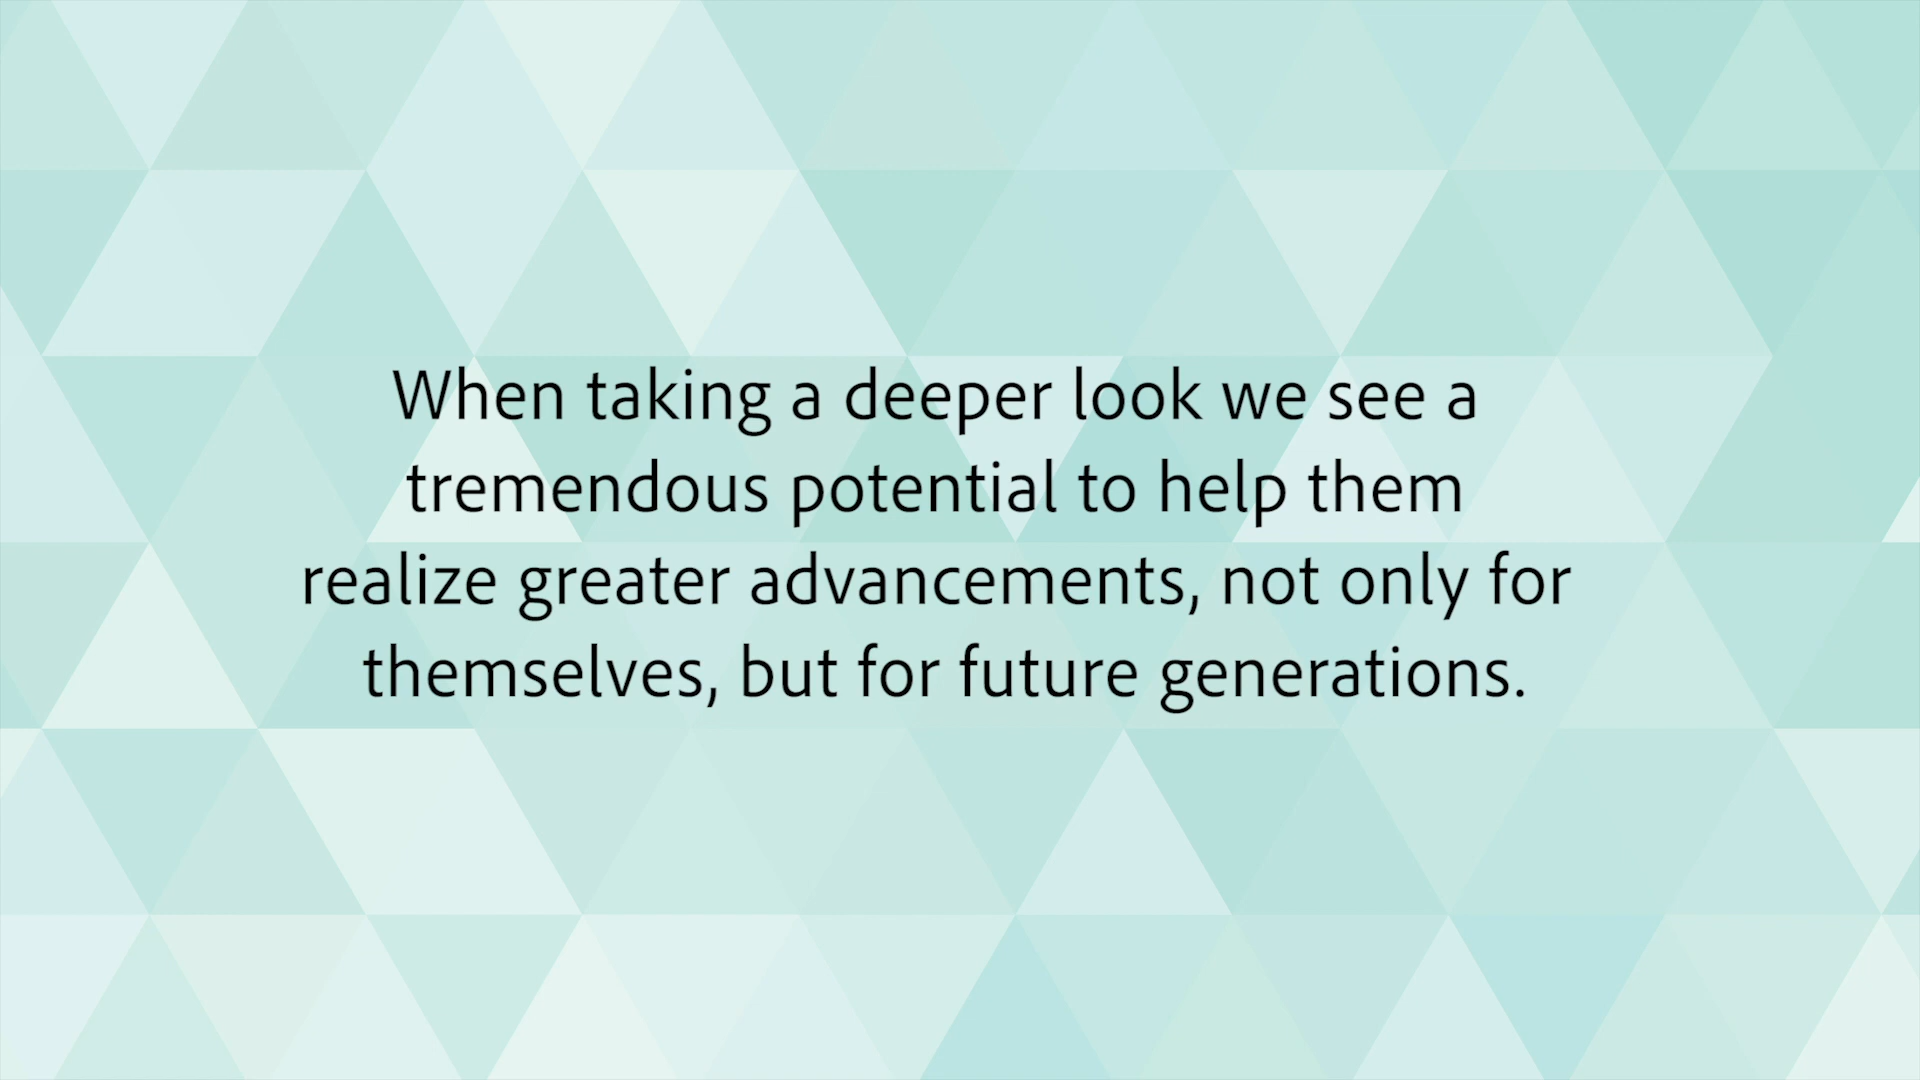 When taking a deeper look we see a
tremendous potential to help them
realize greater advancements, not only for
themselves, but for future generations.